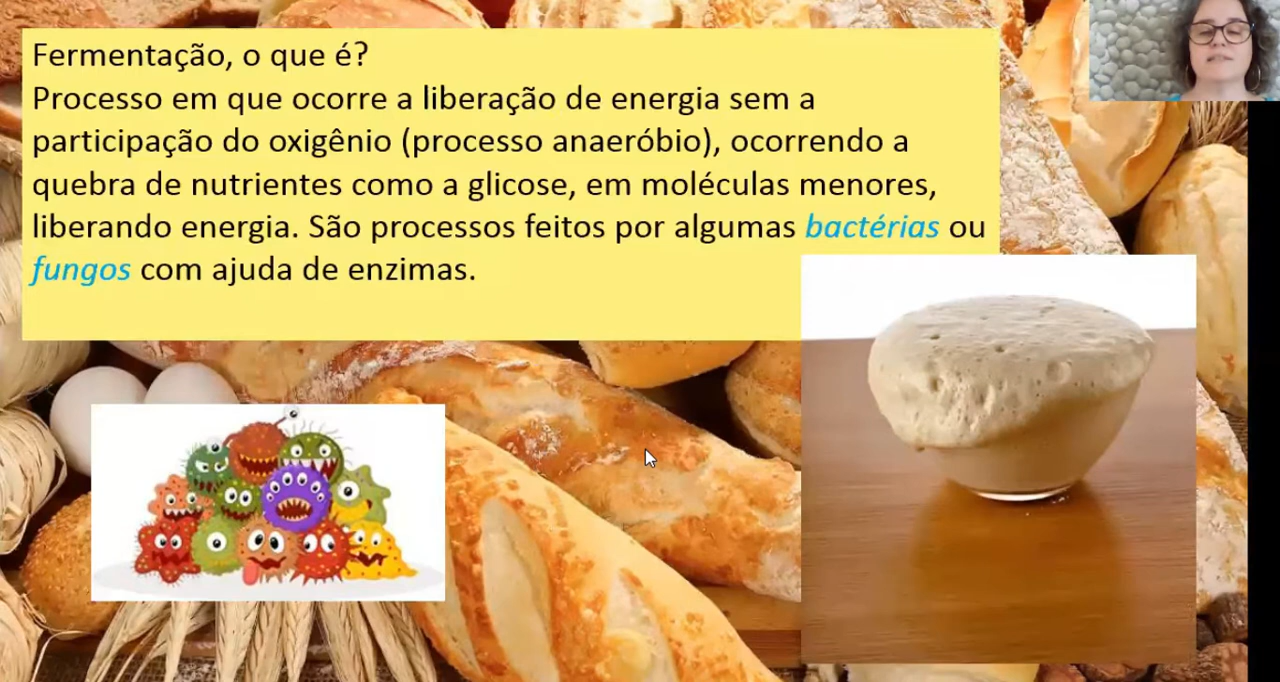 Fermentação, o que é?
Processo em que ocorre a liberação de energia sem a
participação do oxigênio (processo anaeróbio), ocorrendo a
quebra de nutrientes como a glicose, em moléculas menores,
liberando energia. São processos feitos por algumas bactérias ou
fungos com ajuda de enzimas.